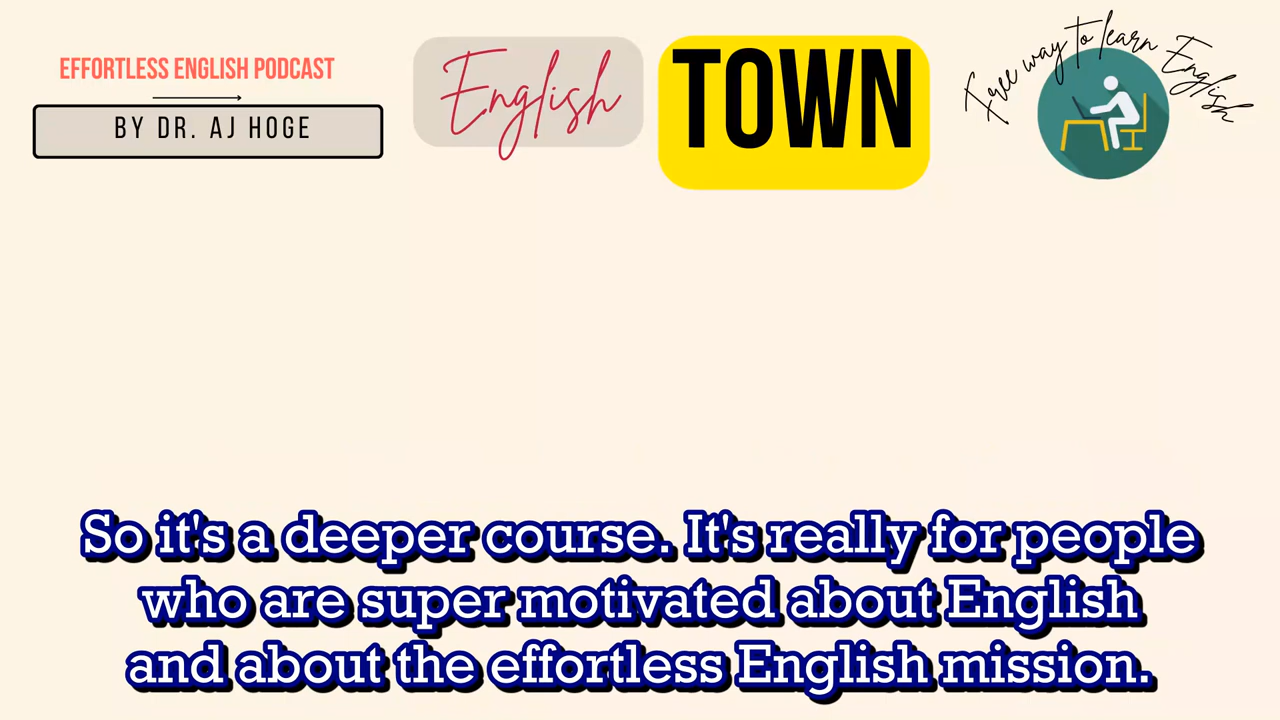 EFFORTLESS ENGLISH PODCAST
BY DR. AJ HOGE
English
TOWN
Free way to learn English
So it's a deeper course. It's really for people
who are super motivated about English
and about the effortless English mission.